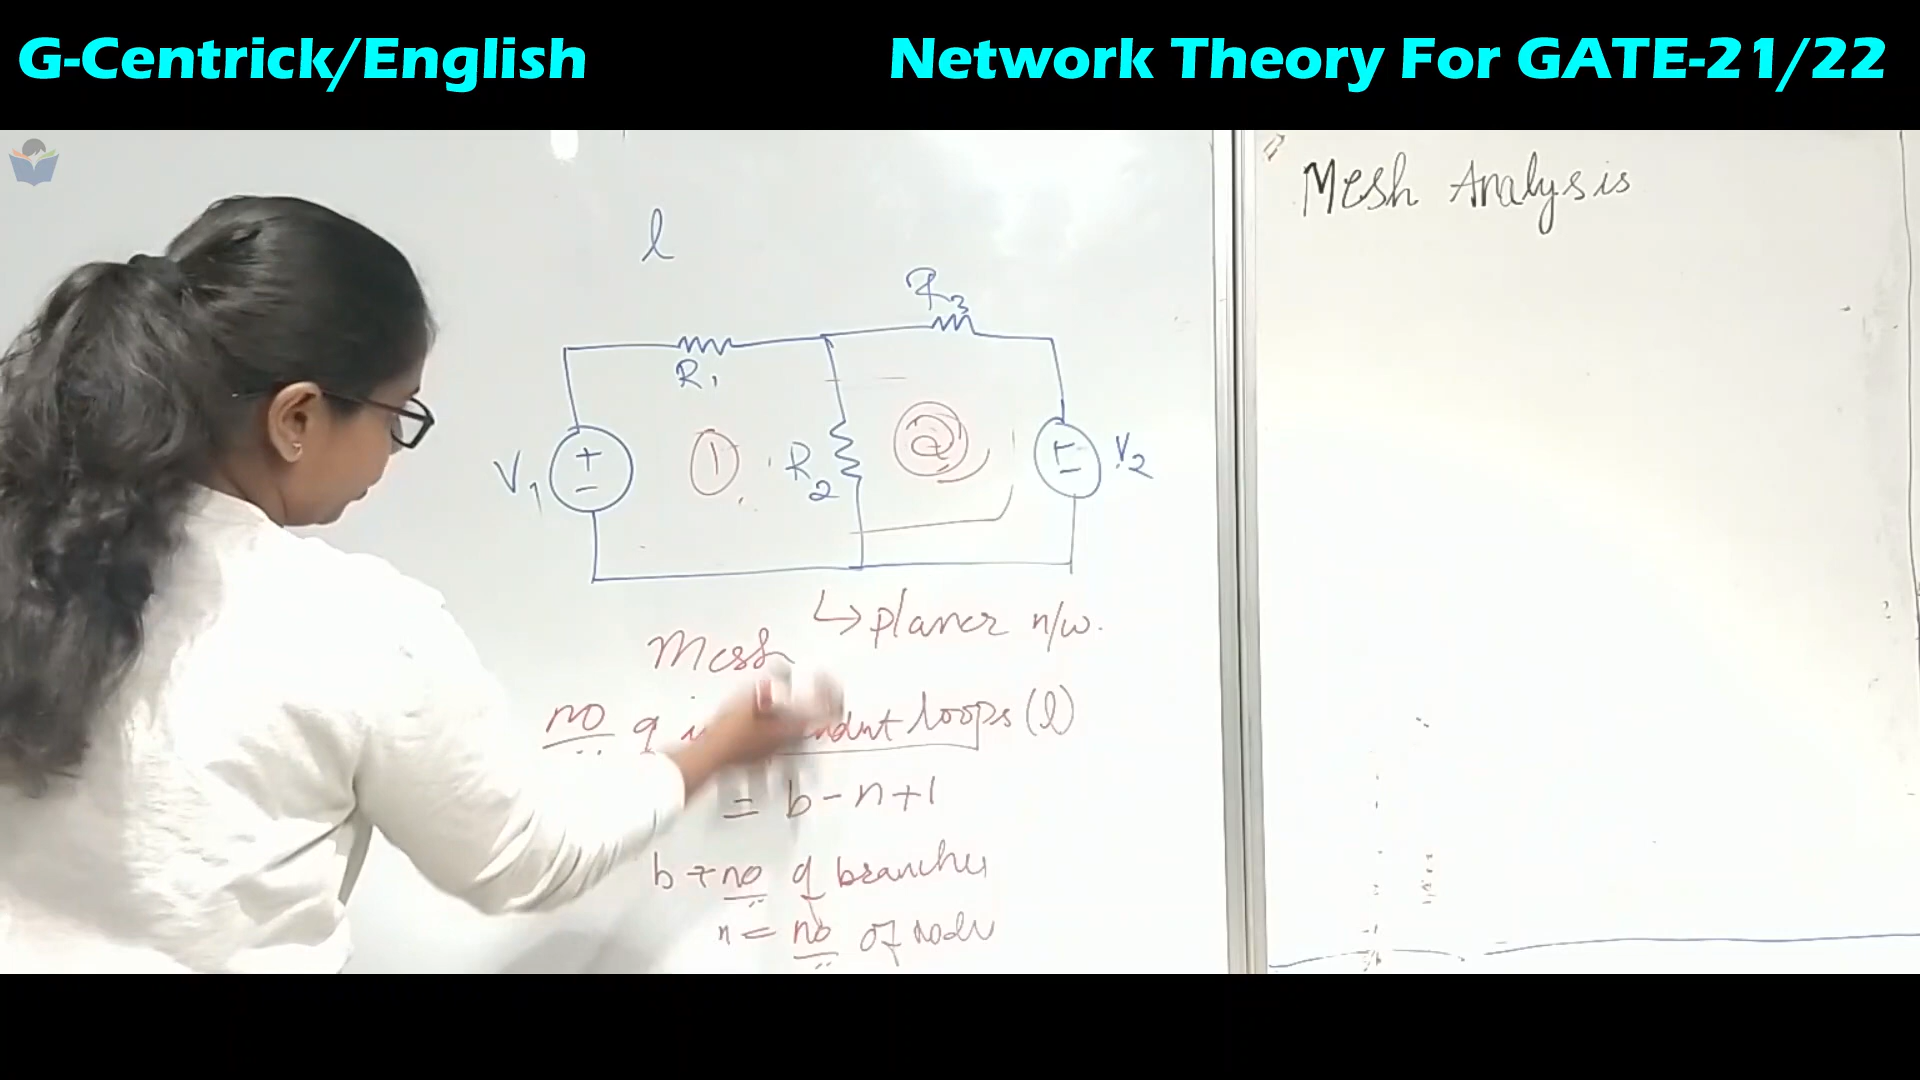 G-Centrick/English
Network Theory For GATE-21/22
l
R3
R1
V1
+
-
1
R2
2
+
-
V2
↳ planer n/w.
Mesh
no of loops (l)
= b-n+1
b → no of branches
n = no of node
Mesh Analysis